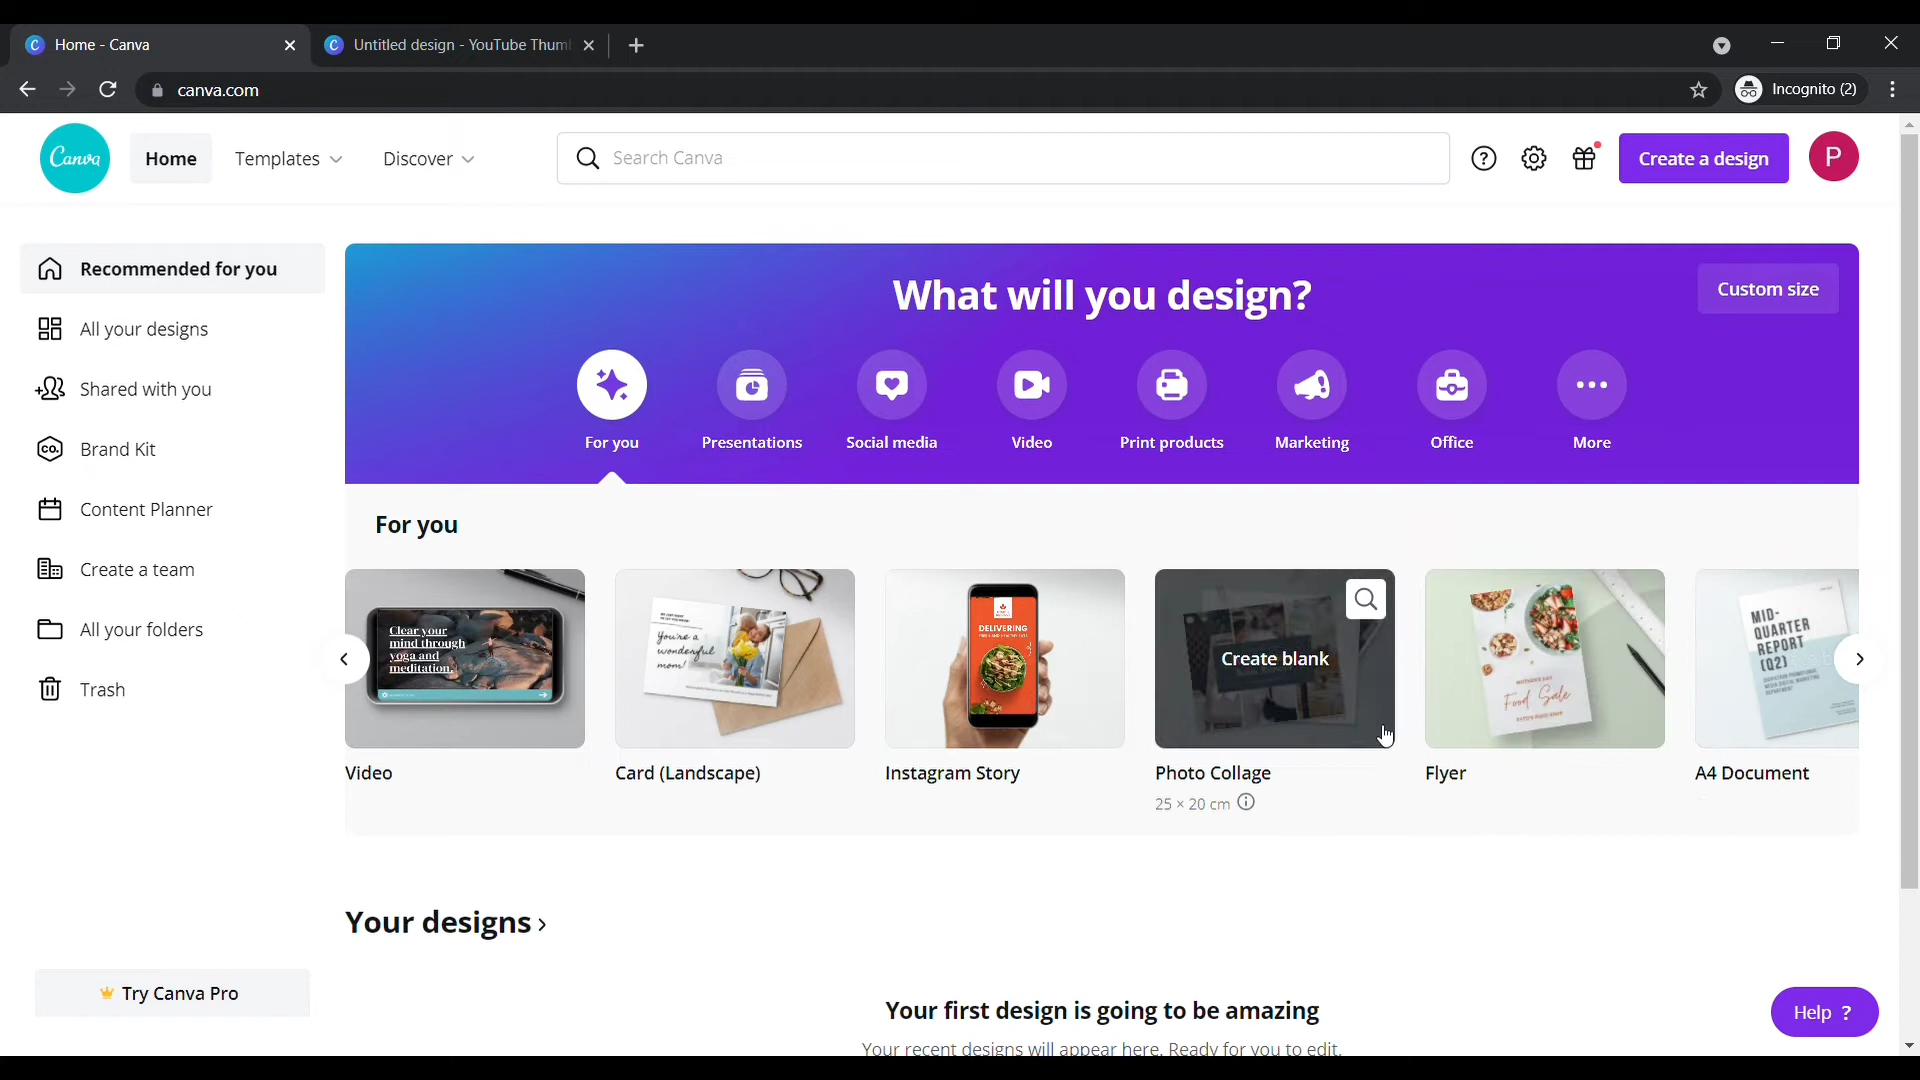 Home - Canva
Untitled design - YouTube Thum
canva.com
Incognito (2)
Canva
Home
Templates
Discover
Search Canva
Create a design
P
Recommended for you
All your designs
Shared with you
Brand Kit
Content Planner
Create a team
All your folders
Trash
Try Canva Pro
What will you design?
Custom size
For you
Presentations
Social media
Video
Print products
Marketing
Office
More
For you
Clear your
mind through
yoga and
meditation.
You're a
wonderful
mom!
DELIVERING
Create blank
Food Sale
MID-
QUARTER
REPORT
(Q2)
Video
Card (Landscape)
Instagram Story
Photo Collage
25 × 20 cm
Flyer
A4 Document
Your designs
Your first design is going to be amazing
Your recent designs will appear here. Ready for you to edit.
Help ?